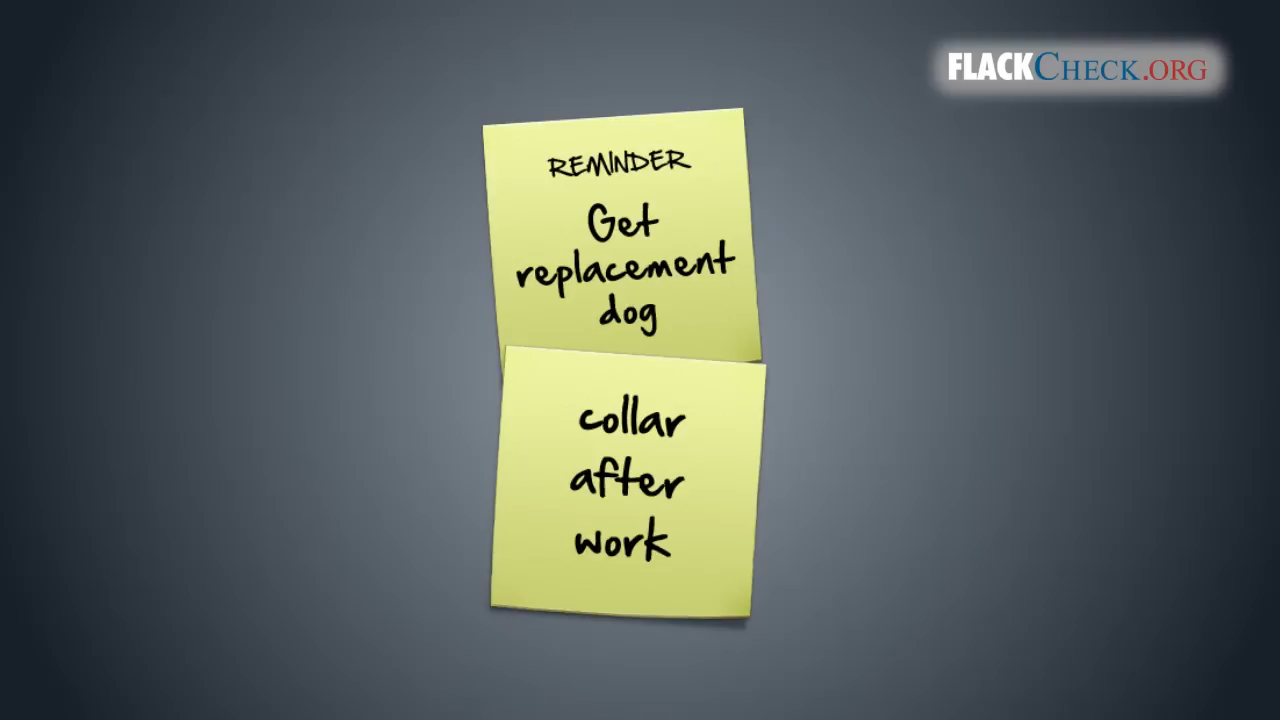 FLACKCHECK.ORG
REMINDER
Get
replacement
dog
collar
after
work